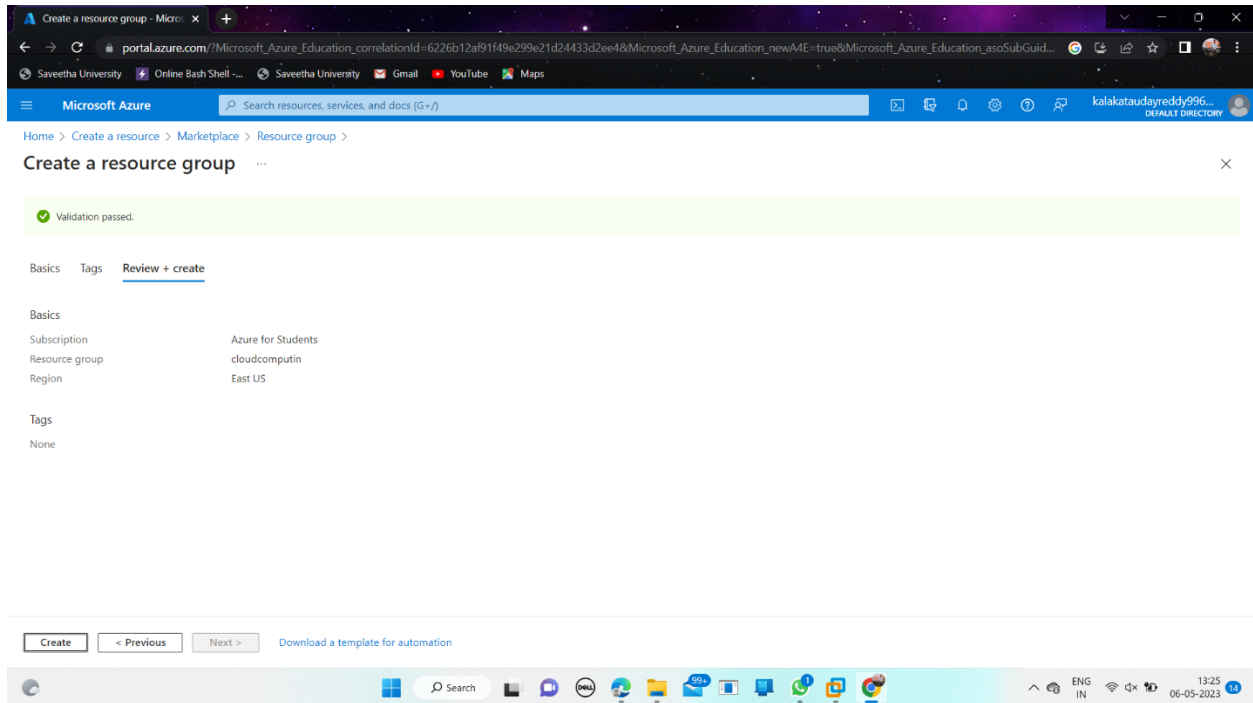 Create a resource group - Micros
portal.azure.com/?Microsoft_Azure_Education_correlationId=6226b12af91f49e299e21d24433d2ee4&Microsoft_Azure_Education_newA4E=true&Microsoft_Azure_Education_asoSubGuid...
Saveetha University Online Bash Shell -... Saveetha University Gmail YouTube Maps
Microsoft Azure Search resources, services, and docs (G+/) kalakataudayreddy996...
DEFAULT DIRECTORY
Home > Create a resource > Marketplace > Resource group >
Create a resource group ...
Validation passed.
Basics Tags Review + create
Basics
Subscription Azure for Students
Resource group cloudcomputin
Region East US
Tags
None
Create < Previous Next > Download a template for automation
Search DELL 99+ 1 ENG 13:25
IN 06-05-2023 14